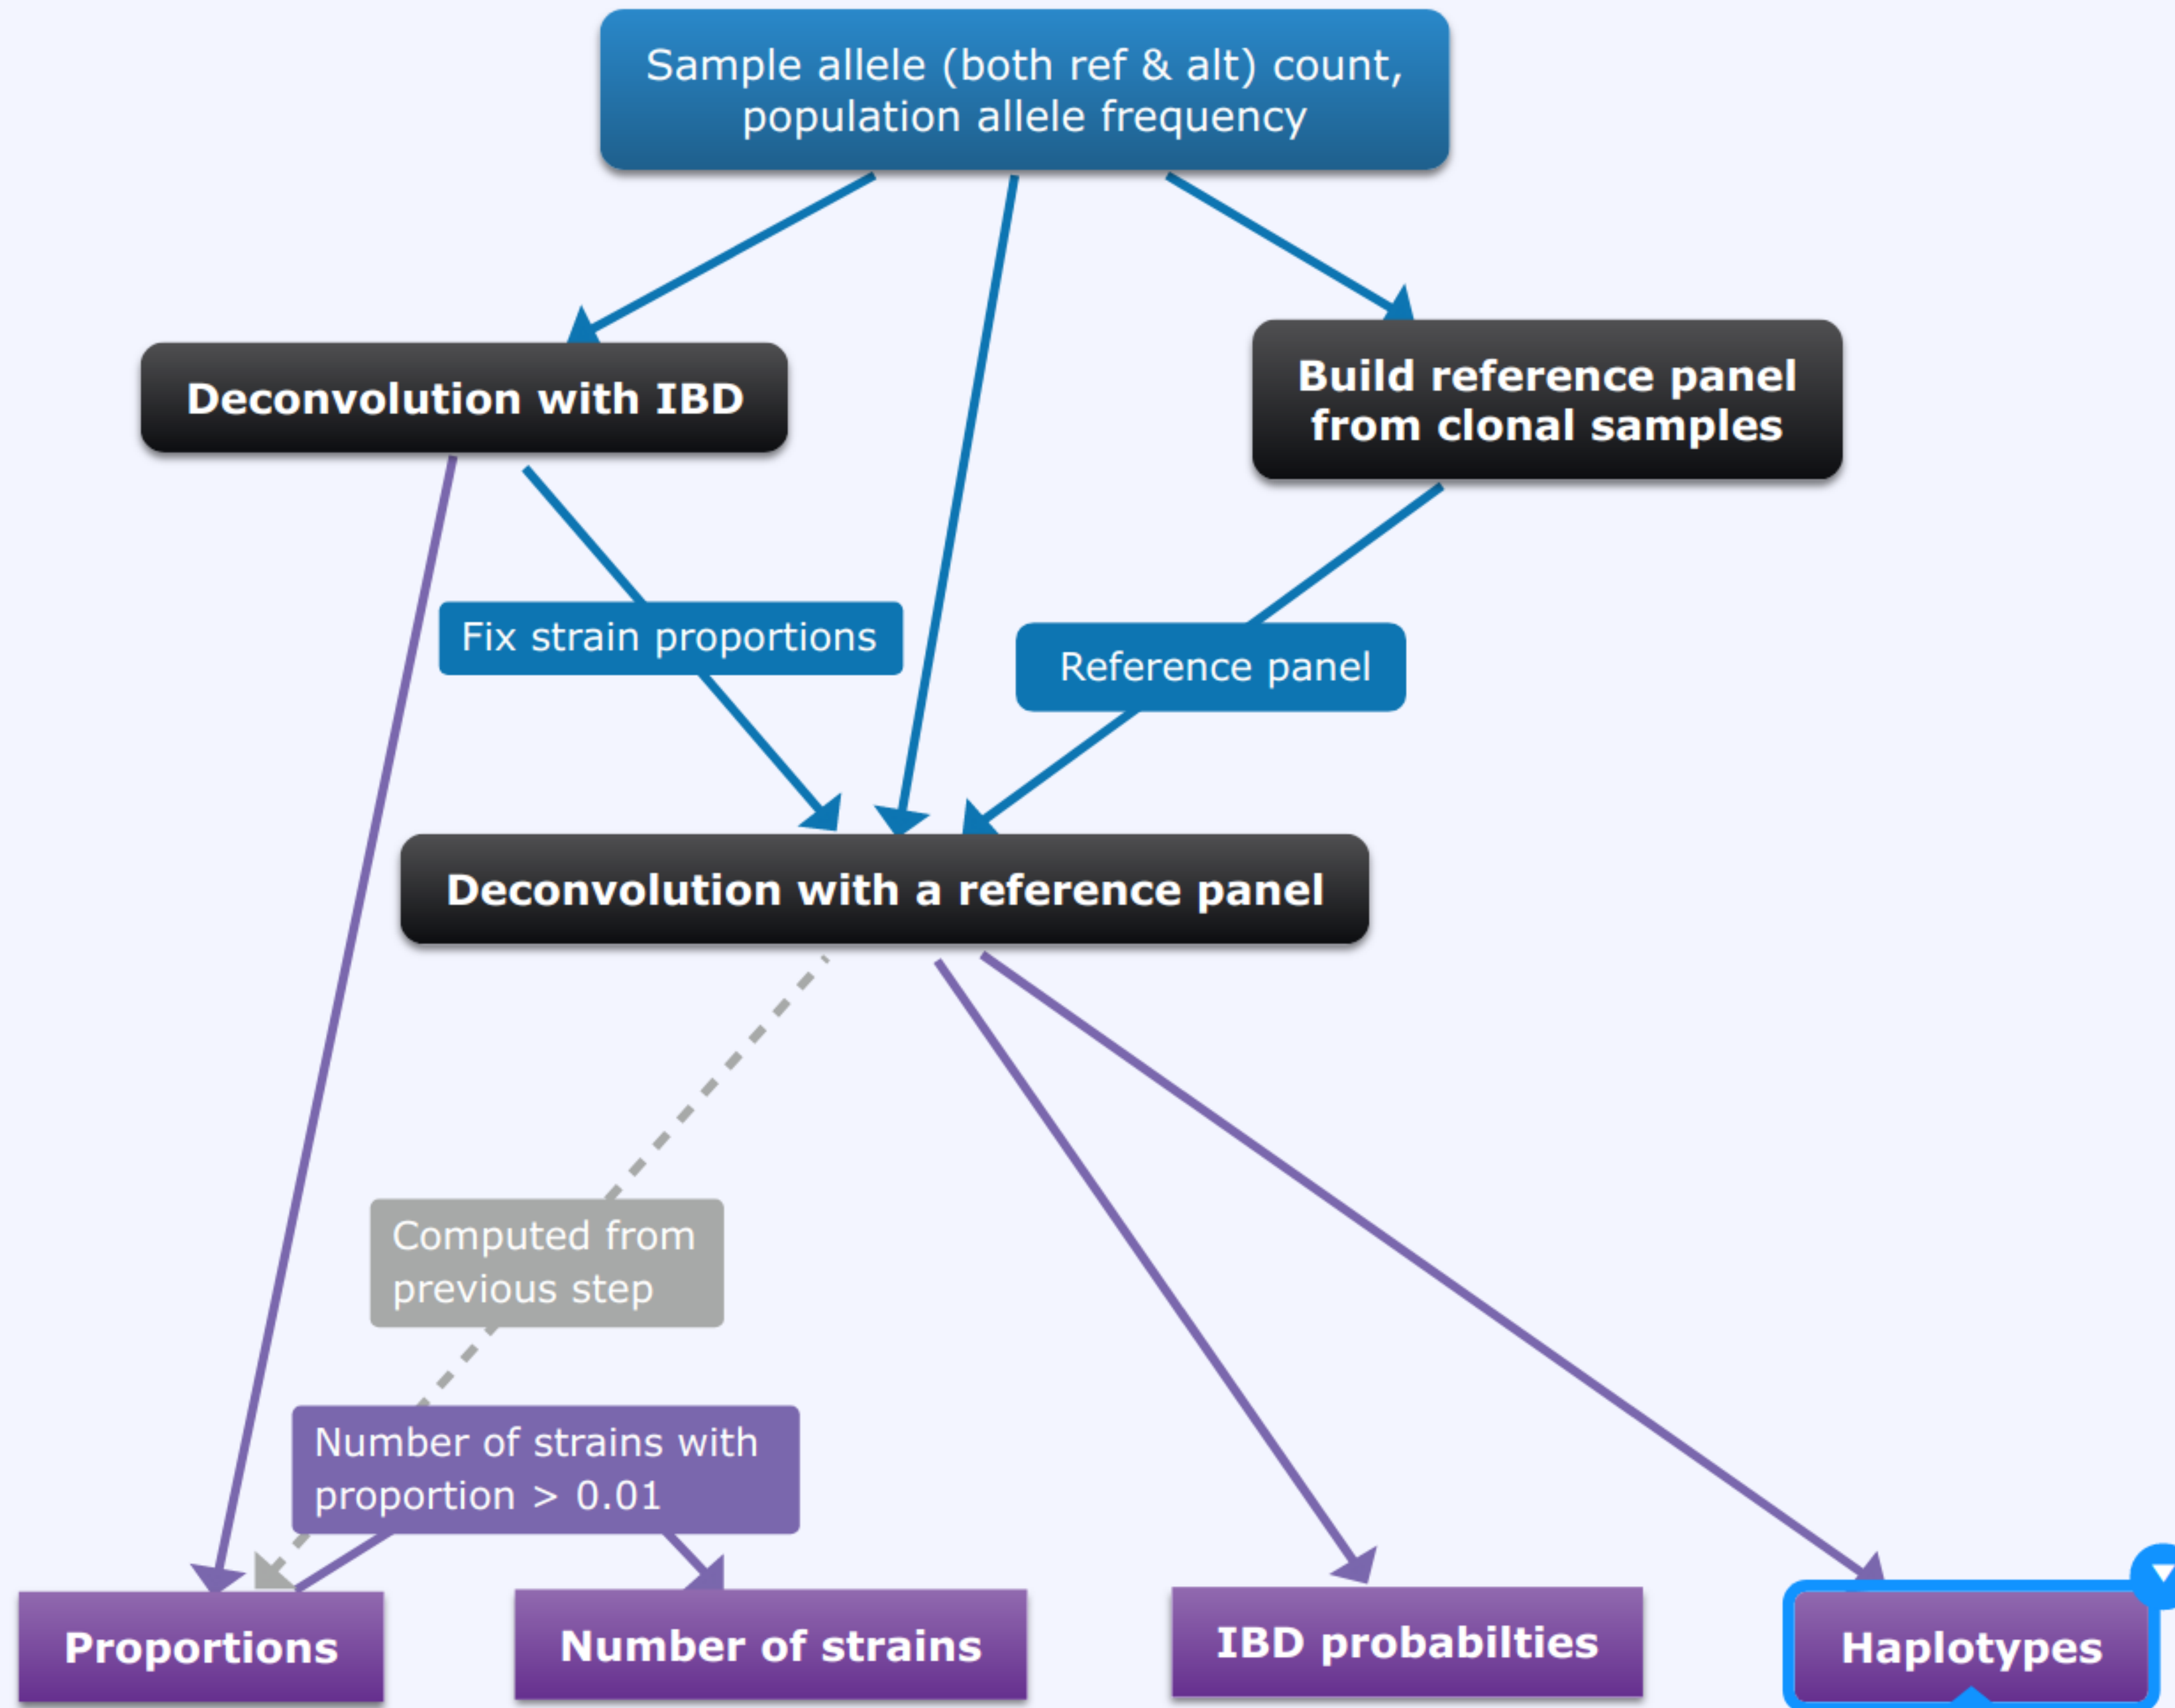 Sample allele (both ref & alt) count,
population allele frequency
Deconvolution with IBD
Build reference panel
from clonal samples
Fix strain proportions
Reference panel
Deconvolution with a reference panel
Computed from
previous step
Number of strains with
proportion > 0.01
Proportions
Number of strains
IBD probabilties
Haplotypes